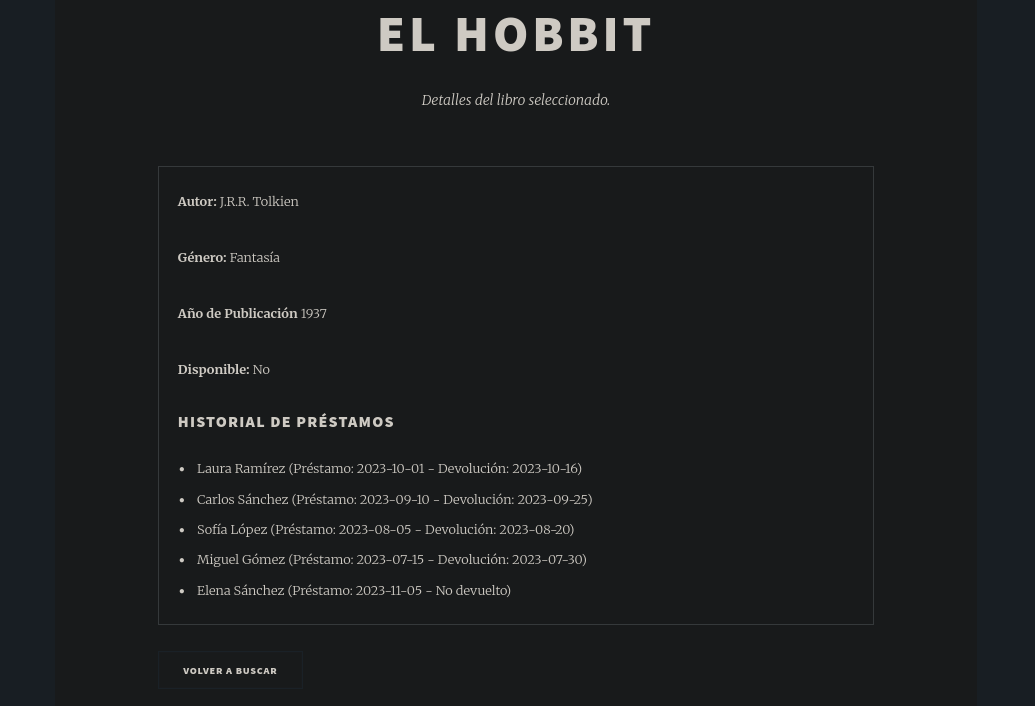 EL HOBBIT
Detalles del libro seleccionado.
Autor: J.R.R. Tolkien
Género: Fantasía
Año de Publicación 1937
Disponible: No
HISTORIAL DE PRÉSTAMOS
• Laura Ramírez (Préstamo: 2023-10-01 - Devolución: 2023-10-16)
• Carlos Sánchez (Préstamo: 2023-09-10 - Devolución: 2023-09-25)
• Sofía López (Préstamo: 2023-08-05 - Devolución: 2023-08-20)
• Miguel Gómez (Préstamo: 2023-07-15 - Devolución: 2023-07-30)
• Elena Sánchez (Préstamo: 2023-11-05 - No devuelto)
VOLVER A BUSCAR